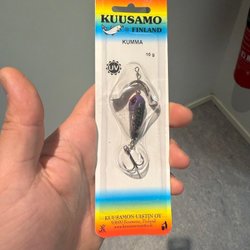 KUUSAMO
FINLAND
KUMMA
10 g
UV
KUUSAMON UISTIN OY